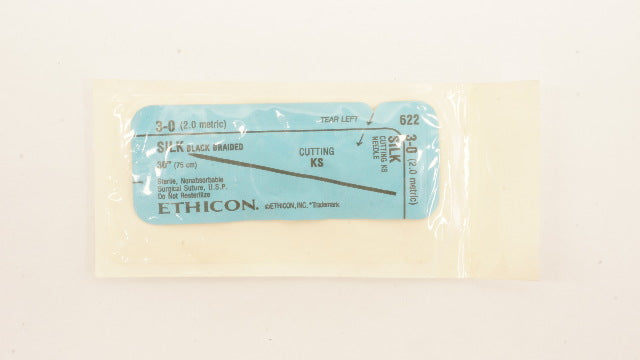 3-0 (2.0 metric)
TEAR LEFT
622
SILK BLACK BRAIDED
30" (75 cm)
CUTTING
KS
Sterile, Nonabsorbable
Surgical Suture, U.S.P.
Do Not Resterilize
ETHICON. ©ETHICON, INC. *Trademark
3-0 (2.0 metric)
SILK
CUTTING KS
NEEDLE